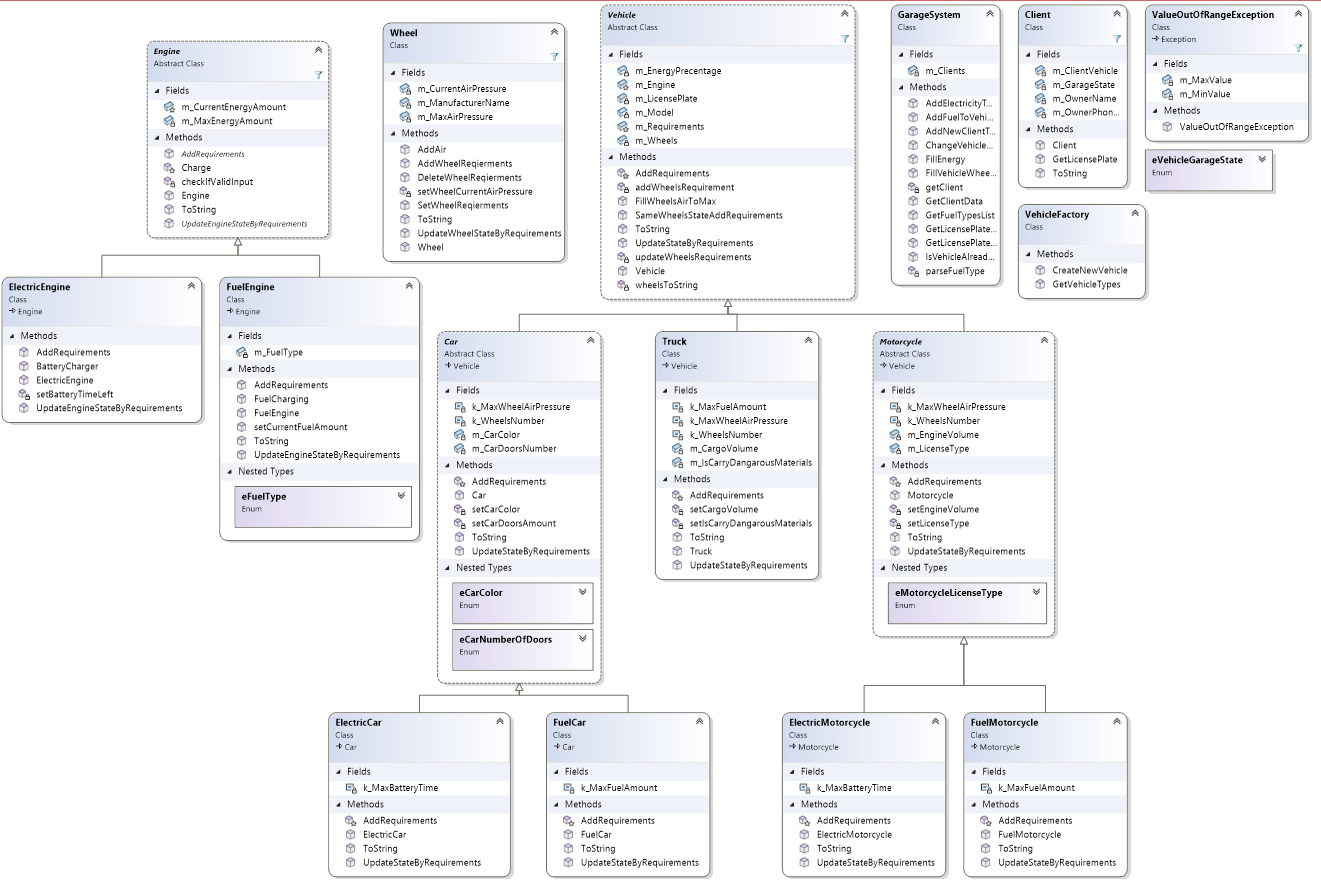 Engine
Abstract Class
Fields
m_CurrentEnergyAmount
m_MaxEnergyAmount
Methods
AddRequirements
Charge
checkIfValidInput
Engine
ToString
UpdateEngineStateByRequirements
Wheel
Class
Fields
m_CurrentAirPressure
m_ManufacturerName
m_MaxAirPressure
Methods
AddAir
AddWheelReqierments
DeleteWheelReqierments
setWheelCurrentAirPressure
SetWheelReqierments
ToString
UpdateWheelStateByRequirements
Wheel
Vehicle
Abstract Class
Fields
m_EnergyPrecentage
m_Engine
m_LicensePlate
m_Model
m_Requirements
m_Wheels
Methods
AddRequirements
addWheelsRequirement
FillWheelsAirToMax
SameWheelsStateAddRequirements
ToString
UpdateStateByRequirements
updateWheelsRequirements
Vehicle
wheelsToString
GarageSystem
Class
Fields
m_Clients
Methods
AddElectricityT...
AddFuelToVehi...
AddNewClientT...
ChangeVehicle...
FillEnergy
FillVehicleWhee...
getClient
GetClientData
GetFuelTypesList
GetLicensePlate...
GetLicensePlate...
IsVehicleAlread...
parseFuelType
Client
Class
Fields
m_ClientVehicle
m_GarageState
m_OwnerName
m_OwnerPhon...
Methods
Client
GetLicensePlate
ToString
ValueOutOfRangeException
Class
Exception
Fields
m_MaxValue
m_MinValue
Methods
ValueOutOfRangeException
eVehicleGarageState
Enum
VehicleFactory
Class
Methods
CreateNewVehicle
GetVehicleTypes
ElectricEngine
Class
Engine
Methods
AddRequirements
BatteryCharger
ElectricEngine
setBatteryTimeLeft
UpdateEngineStateByRequirements
FuelEngine
Class
Engine
Fields
m_FuelType
Methods
AddRequirements
FuelCharging
FuelEngine
setCurrentFuelAmount
ToString
UpdateEngineStateByRequirements
Nested Types
eFuelType
Enum
Car
Abstract Class
Vehicle
Fields
k_MaxWheelAirPressure
k_WheelsNumber
m_CarColor
m_CarDoorsNumber
Methods
AddRequirements
Car
setCarColor
setCarDoorsAmount
ToString
UpdateStateByRequirements
Nested Types
eCarColor
Enum
eCarNumberOfDoors
Enum
Truck
Class
Vehicle
Fields
k_MaxFuelAmount
k_MaxWheelAirPressure
k_WheelsNumber
m_CargoVolume
m_IsCarryDangarousMaterials
Methods
AddRequirements
setCargoVolume
setIsCarryDangarousMaterials
ToString
Truck
UpdateStateByRequirements
Motorcycle
Abstract Class
Vehicle
Fields
k_MaxWheelAirPressure
k_WheelsNumber
m_EngineVolume
m_LicenseType
Methods
AddRequirements
Motorcycle
setEngineVolume
setLicenseType
ToString
UpdateStateByRequirements
Nested Types
eMotorcycleLicenseType
Enum
ElectricCar
Class
Car
Fields
k_MaxBatteryTime
Methods
AddRequirements
ElectricCar
ToString
UpdateStateByRequirements
FuelCar
Class
Car
Fields
k_MaxFuelAmount
Methods
AddRequirements
FuelCar
ToString
UpdateStateByRequirements
ElectricMotorcycle
Class
Motorcycle
Fields
k_MaxBatteryTime
Methods
AddRequirements
ElectricMotorcycle
ToString
UpdateStateByRequirements
FuelMotorcycle
Class
Motorcycle
Fields
k_MaxFuelAmount
Methods
AddRequirements
FuelMotorcycle
ToString
UpdateStateByRequirements